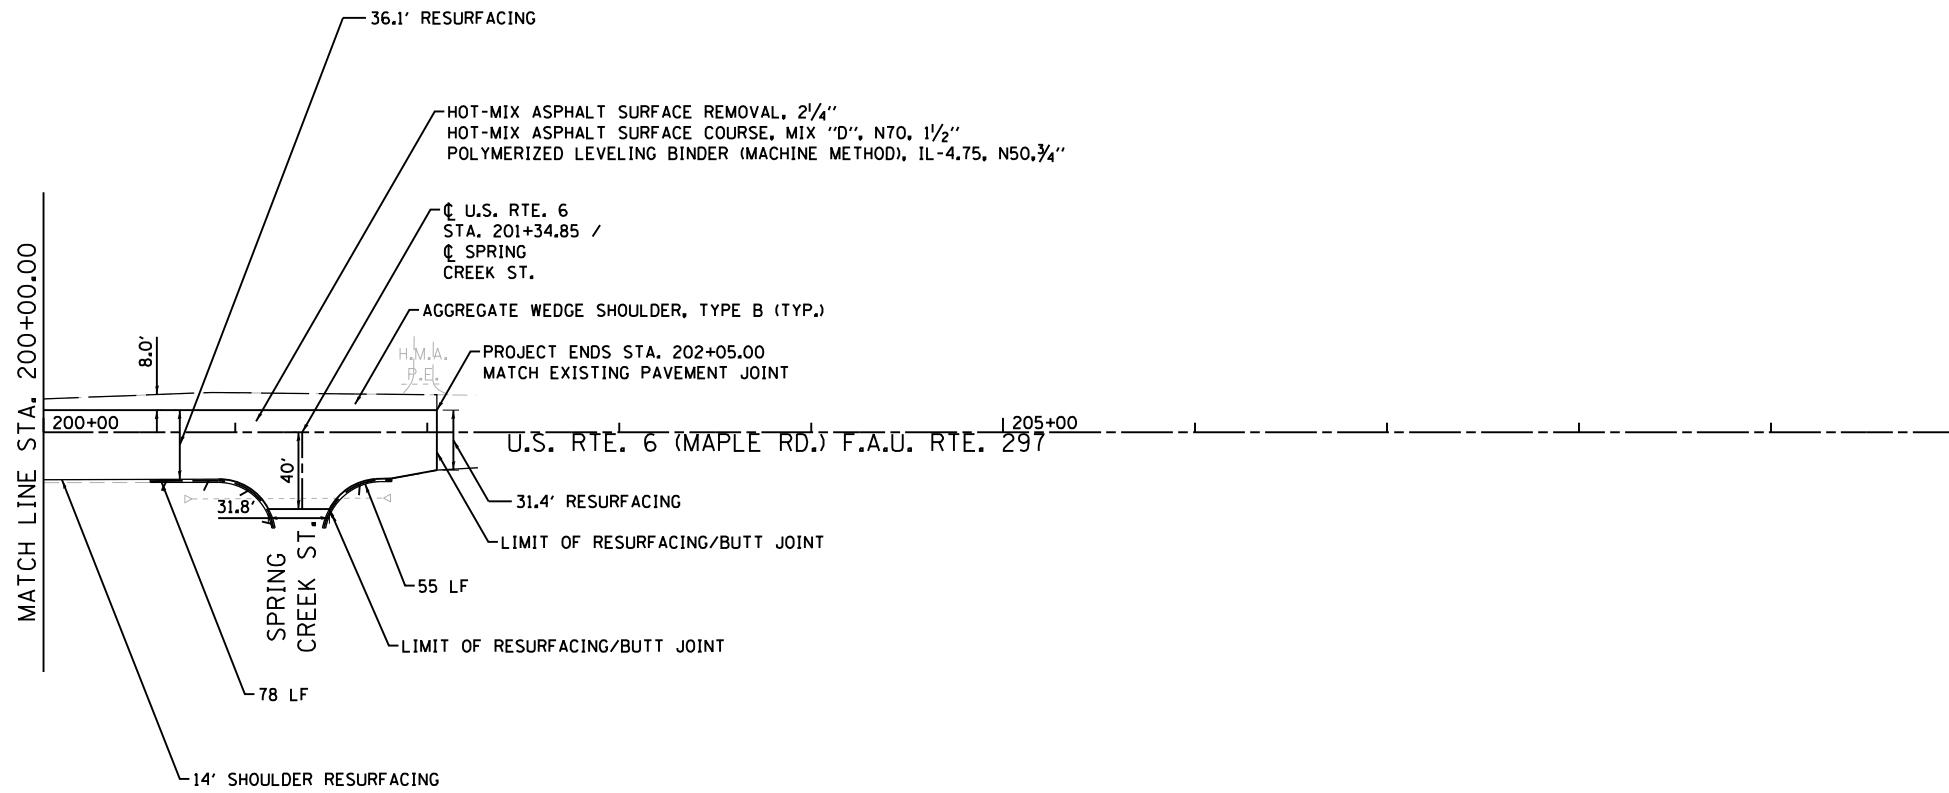 36.1' RESURFACING
HOT-MIX ASPHALT SURFACE REMOVAL, 2 1/4"
HOT-MIX ASPHALT SURFACE COURSE, MIX "D", N70, 1 1/2"
POLYMERIZED LEVELING BINDER (MACHINE METHOD), IL-4.75, N50, 3/4"
℄ U.S. RTE. 6
STA. 201+34.85 /
℄ SPRING
CREEK ST.
MATCH LINE STA. 200+00.00
AGGREGATE WEDGE SHOULDER, TYPE B (TYP.)
8.0'
H.M.A.
P.E.
PROJECT ENDS STA. 202+05.00
MATCH EXISTING PAVEMENT JOINT
200+00
205+00
U.S. RTE. 6 (MAPLE RD.) F.A.U. RTE. 297
40'
31.8'
31.4' RESURFACING
LIMIT OF RESURFACING/BUTT JOINT
SPRING
CREEK ST.
55 LF
LIMIT OF RESURFACING/BUTT JOINT
78 LF
14' SHOULDER RESURFACING